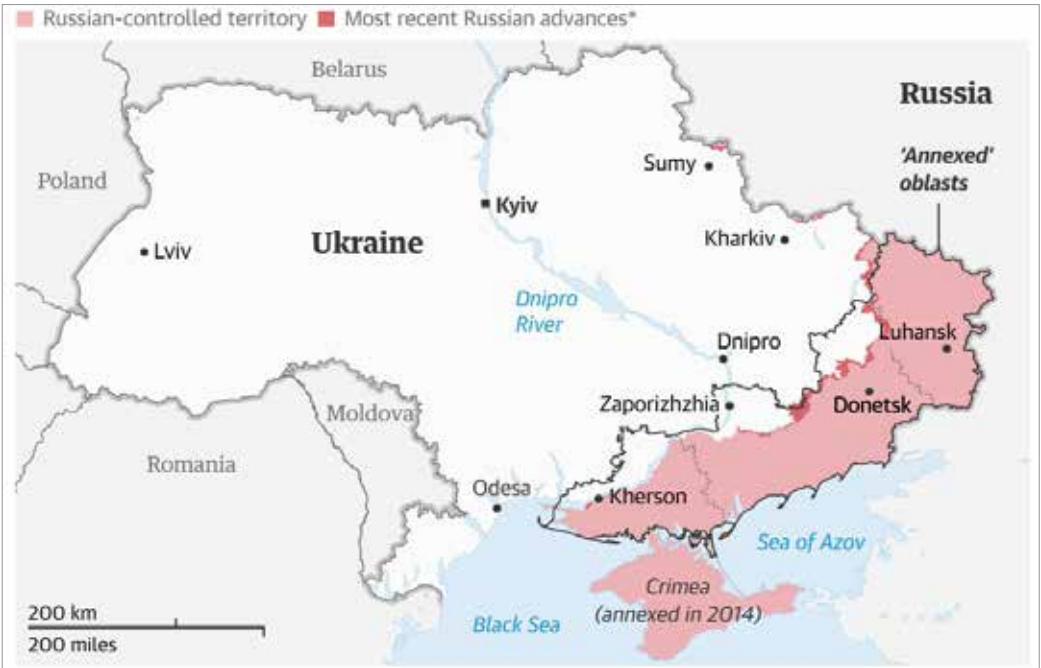 Russian-controlled territory Most recent Russian advances*
Belarus
Russia
Poland
Sumy
'Annexed'
oblasts
Kyiv
Lviv
Ukraine
Kharkiv
Dnipro
River
Dnipro
Luhansk
Zaporizhzhia
Donetsk
Moldova
Romania
Odesa
Kherson
Sea of Azov
Crimea
(annexed in 2014)
Black Sea
200 km
200 miles